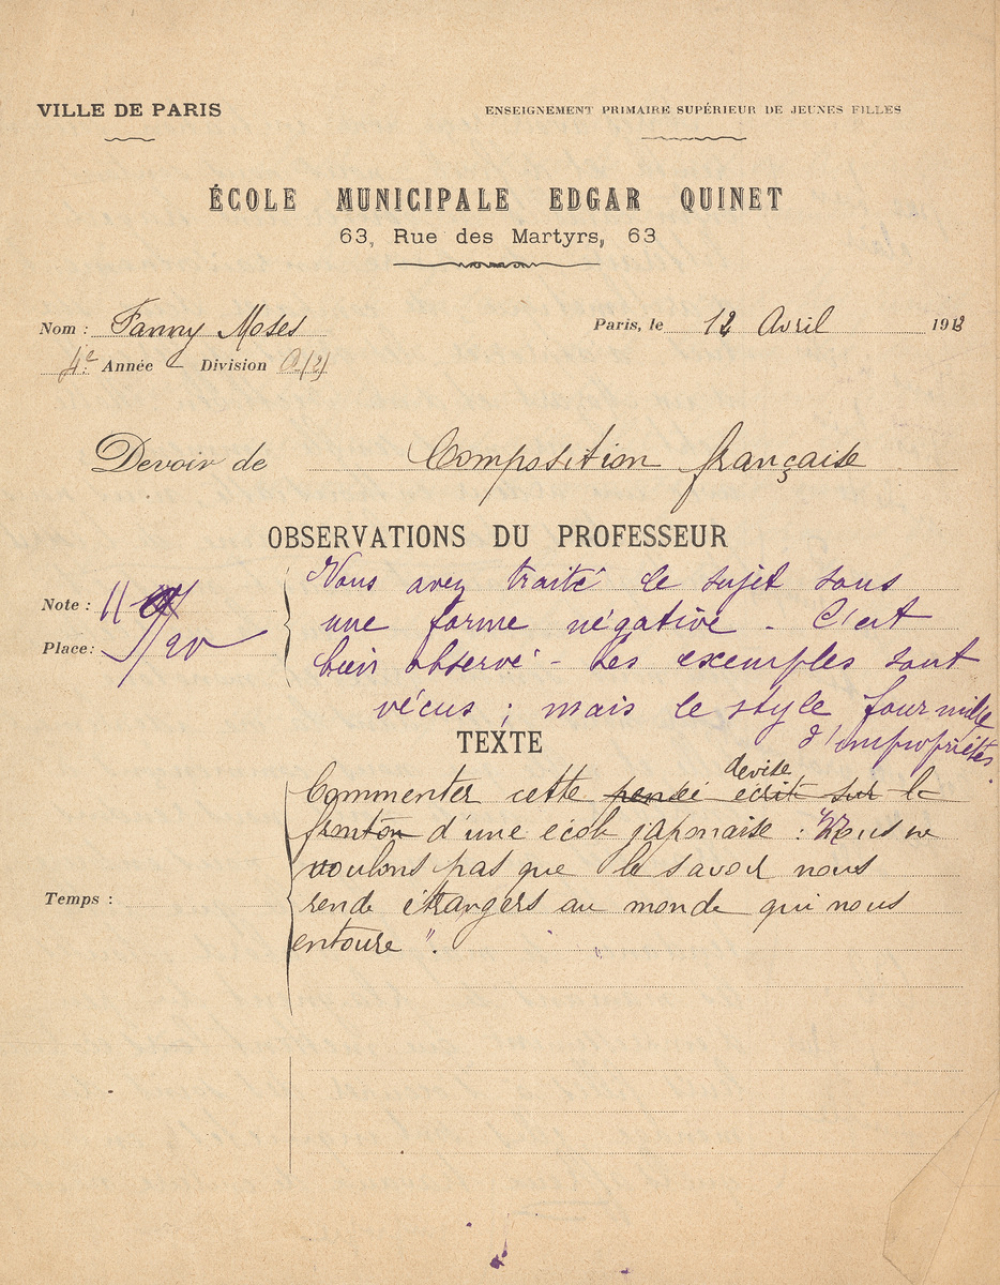 VILLE DE PARIS
ENSEIGNEMENT PRIMAIRE SUPÉRIEUR DE JEUNES FILLES
ÉCOLE MUNICIPALE EDGAR QUINET
63, Rue des Martyrs, 63
Nom : Fanny Moses
Paris, le 12 Avril 1913
4e Année Division C (2)
Devoir de Composition française
OBSERVATIONS DU PROFESSEUR
Note : 11
Place: /20
Vous avez traité le sujet sous
une forme négative - C'est
bien observé - Les exemples sont
vécus ; mais le style fourmille
d'impropriétés.
TEXTE
devise
Commenter cette pensée écrite sur le
fronton d'une école japonaise : "Nous ne
voulons pas que le savoir nous
rende étrangers au monde qui nous
entoure".
Temps :